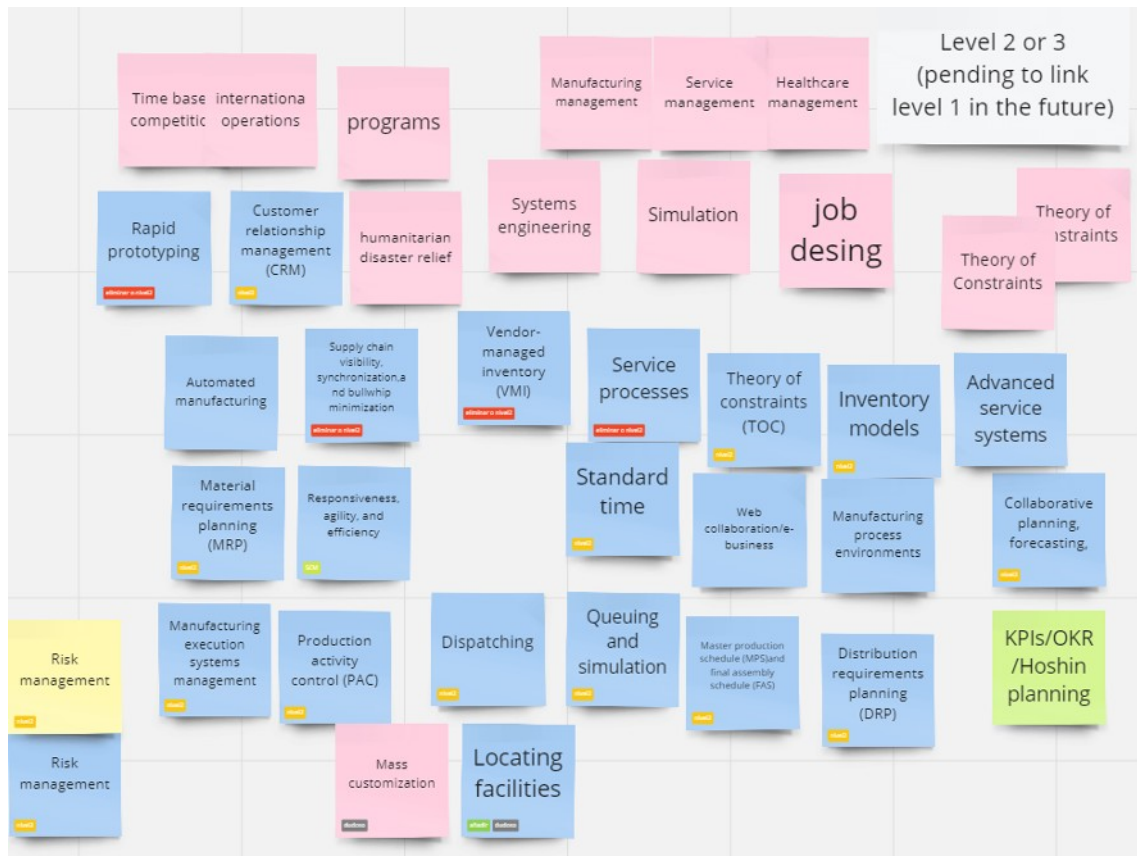 Level 2 or 3
(pending to link
level 1 in the future)
Time base
competitic
internationa
operations
programs
Manufacturing
management
Service
management
Healthcare
management
Rapid
prototyping
Customer
relationship
management
(CRM)
humanitarian
disaster relief
Systems
engineering
Simulation
job
desing
Theory of
Constraints
Theory of
nstraints
Automated
manufacturing
Supply chain
visibility,
synchronization,a
nd bullwhip
minimization
Vendor-
managed
inventory
(VMI)
Service
processes
Theory of
constraints
(TOC)
Inventory
models
Advanced
service
systems
Material
requirements
planning
(MRP)
Responsiveness,
agility, and
efficiency
Standard
time
Web
collaboration/e-
business
Manufacturing
process
environments
Collaborative
planning,
forecasting,
Risk
management
Manufacturing
execution
systems
management
Production
activity
control (PAC)
Dispatching
Queuing
and
simulation
Master production
schedule (MPS)and
final assembly
schedule (FAS)
Distribution
requirements
planning
(DRP)
KPIs/OKR
/Hoshin
planning
Risk
management
Mass
customization
Locating
facilities